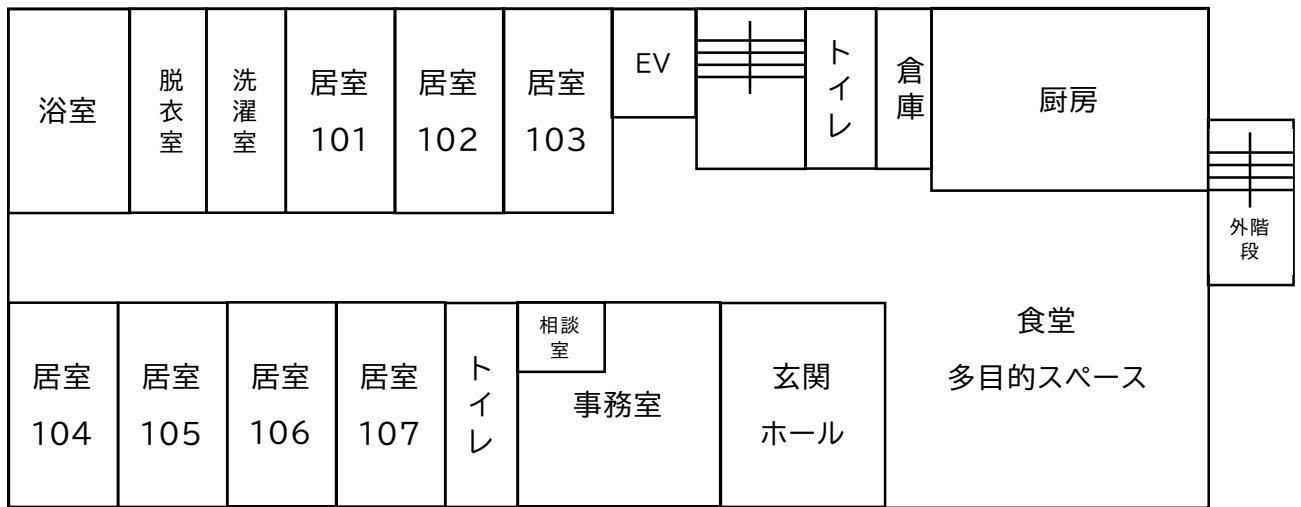 浴室
脱衣室
洗濯室
居室
101
居室
102
居室
103
EV
トイレ
倉庫
厨房
外階
段
居室
104
居室
105
居室
106
居室
107
トイレ
相談
室
事務室
玄関
ホール
食堂
多目的スペース